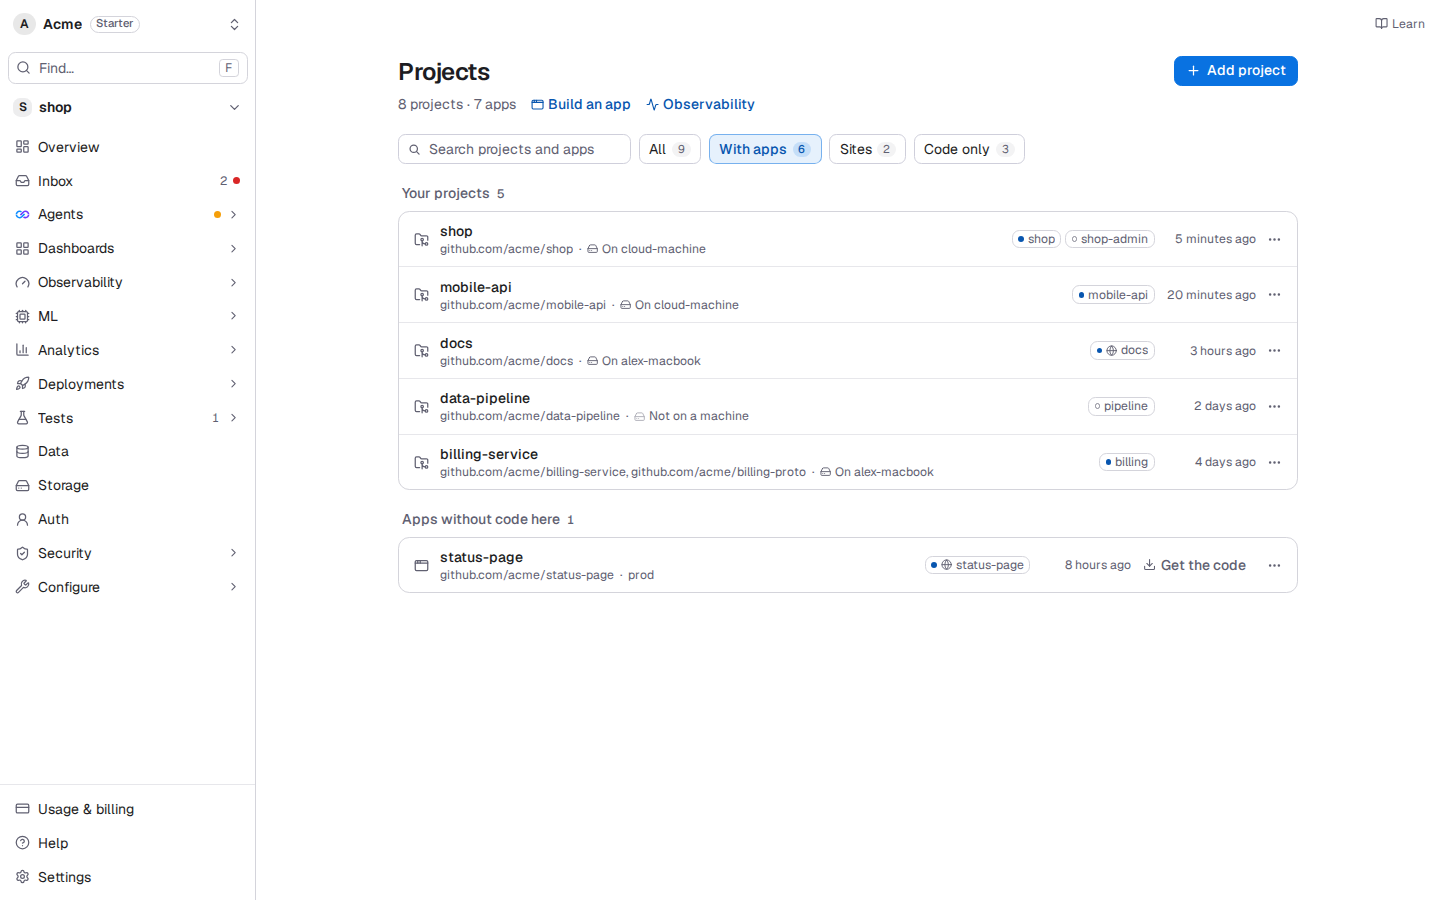 A Acme Starter
Find... F
S shop
Overview
Inbox 2
Agents
Dashboards
Observability
ML
Analytics
Deployments
Tests 1
Data
Storage
Auth
Security
Configure
Usage & billing
Help
Settings
Learn
Projects
Add project
8 projects · 7 apps Build an app Observability
Search projects and apps All 9 With apps 6 Sites 2 Code only 3
Your projects 5
shop
github.com/acme/shop · On cloud-machine
shop shop-admin 5 minutes ago
mobile-api
github.com/acme/mobile-api · On cloud-machine
mobile-api 20 minutes ago
docs
github.com/acme/docs · On alex-macbook
docs 3 hours ago
data-pipeline
github.com/acme/data-pipeline · Not on a machine
pipeline 2 days ago
billing-service
github.com/acme/billing-service, github.com/acme/billing-proto · On alex-macbook
billing 4 days ago
Apps without code here 1
status-page
github.com/acme/status-page · prod
status-page 8 hours ago Get the code